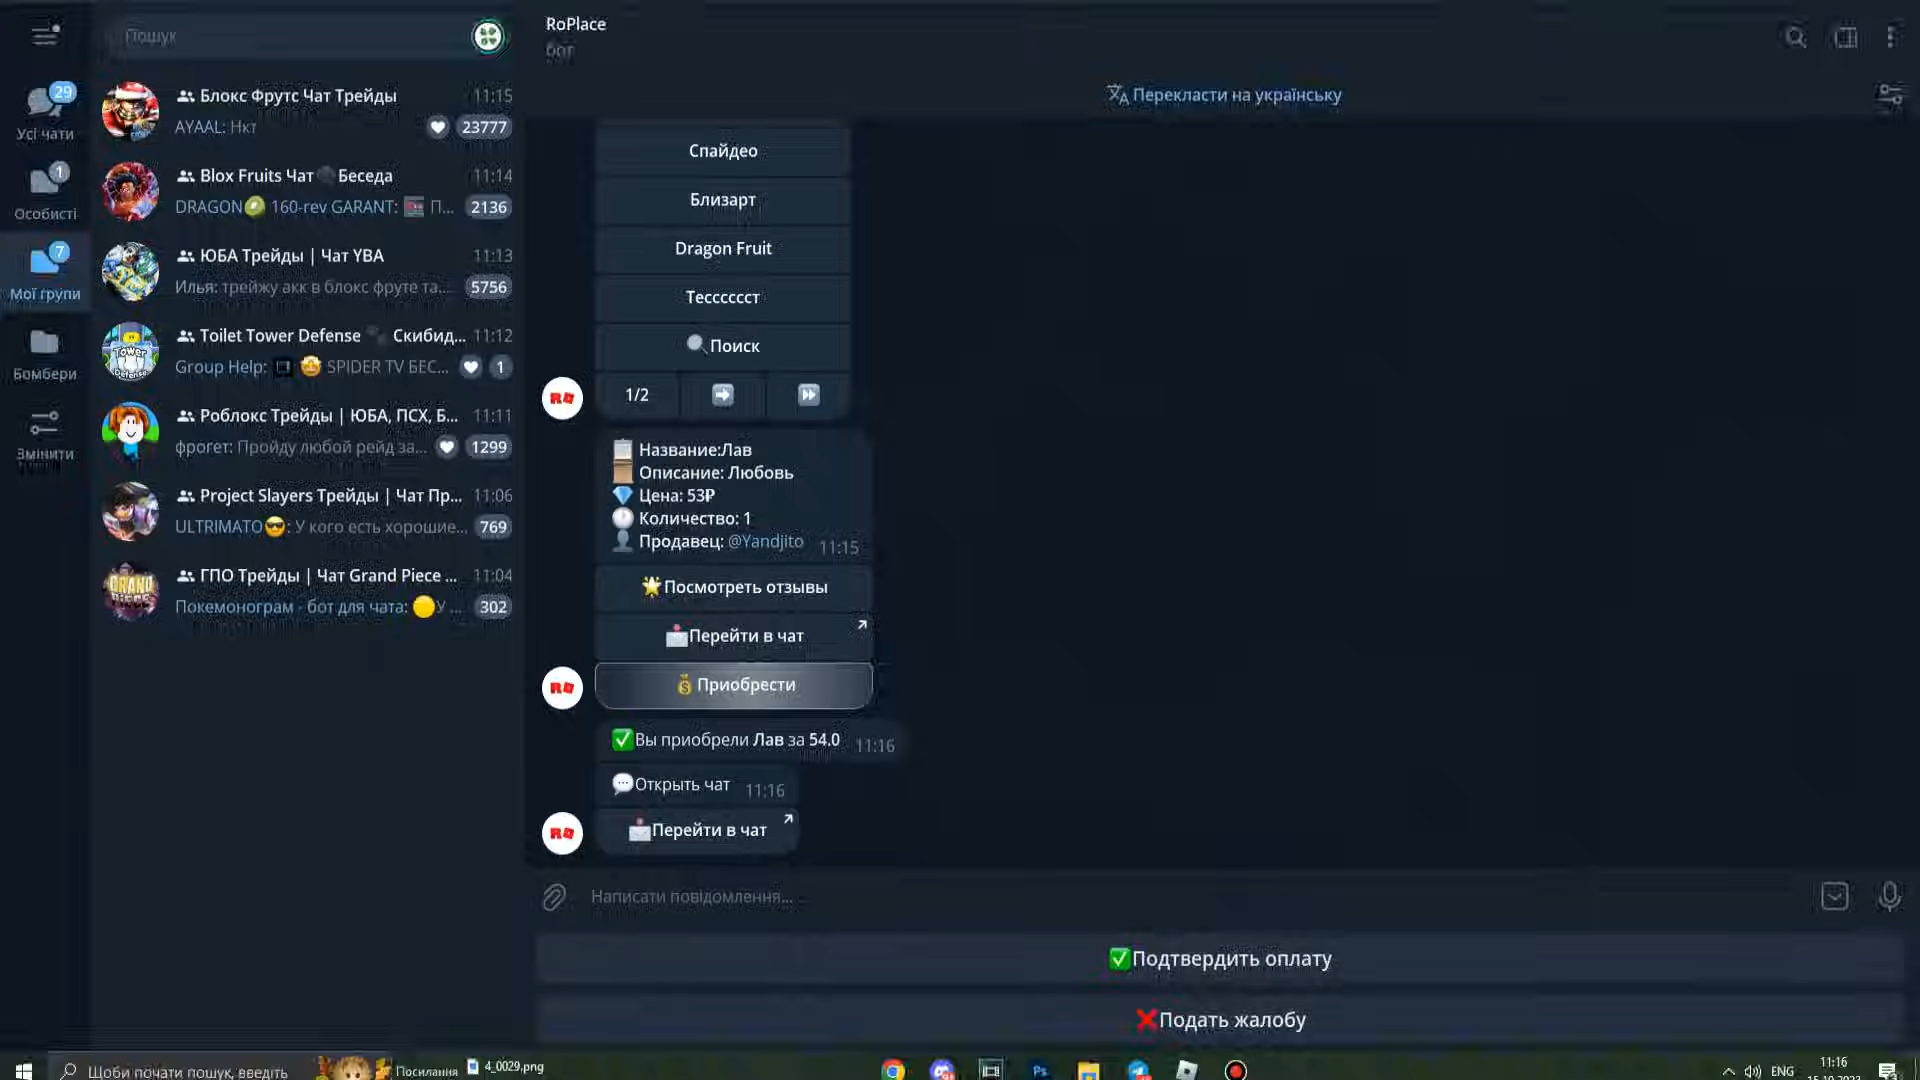 Пошук
29
Усі чати
1
Особисті
7
Мої групи
Бомбери
Змінити
Блокс Фрутс Чат Трейды 11:15
AYAAL: Нкт 23777
Blox Fruits Чат Беседа 11:14
DRAGON 160-rev GARANT: П... 2136
ЮБА Трейды | Чат YBA 11:13
Илья: трейжу акк в блокс фруте та... 5756
Toilet Tower Defense Скибид... 11:12
Group Help: SPIDER TV БЕС... 1
Роблокс Трейды | ЮБА, ПСХ, Б... 11:11
фрогет: Пройду любой рейд за... 1299
Project Slayers Трейды | Чат Пр... 11:06
ULTRIMATO: У кого есть хорошие... 769
ГПО Трейды | Чат Grand Piece ... 11:04
Покемонограм - бот для чата: У ... 302
RoPlace
бот
Перекласти на українську
Спайдео
Близарт
Dragon Fruit
Тесссссст
Поиск
1/2
Название:Лав
Описание: Любовь
Цена: 53₽
Количество: 1
Продавец: @Yandjito 11:15
Посмотреть отзывы
Перейти в чат
Приобрести
Вы приобрели Лав за 54.0 11:16
Открыть чат 11:16
Перейти в чат
Написати повідомлення...
Подтвердить оплату
Подать жалобу
Щоби почати пошук, введіть
Посилання
4_0029.png
ENG
11:16